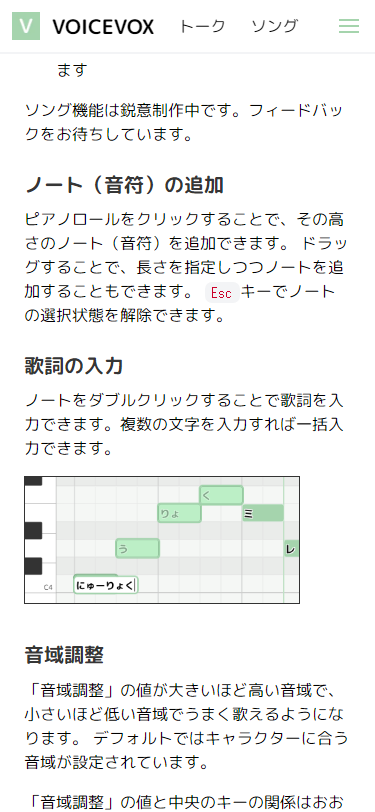 V VOICEVOX トーク ソング
ます
ソング機能は鋭意制作中です。フィードバッ
クをお待ちしています。
ノート（音符）の追加
ピアノロールをクリックすることで、その高
さのノート（音符）を追加できます。 ドラッ
グすることで、長さを指定しつつノートを追
加することもできます。 Esc キーでノート
の選択状態を解除できます。
歌詞の入力
ノートをダブルクリックすることで歌詞を入
力できます。複数の文字を入力すれば一括入
力できます。
く
りょ ミ
う レ
C4 にゅーりょく
音域調整
「音域調整」の値が大きいほど高い音域で、
小さいほど低い音域でうまく歌えるようにな
ります。 デフォルトではキャラクターに合う
音域が設定されています。
「音域調整」の値と中央のキーの関係はおお